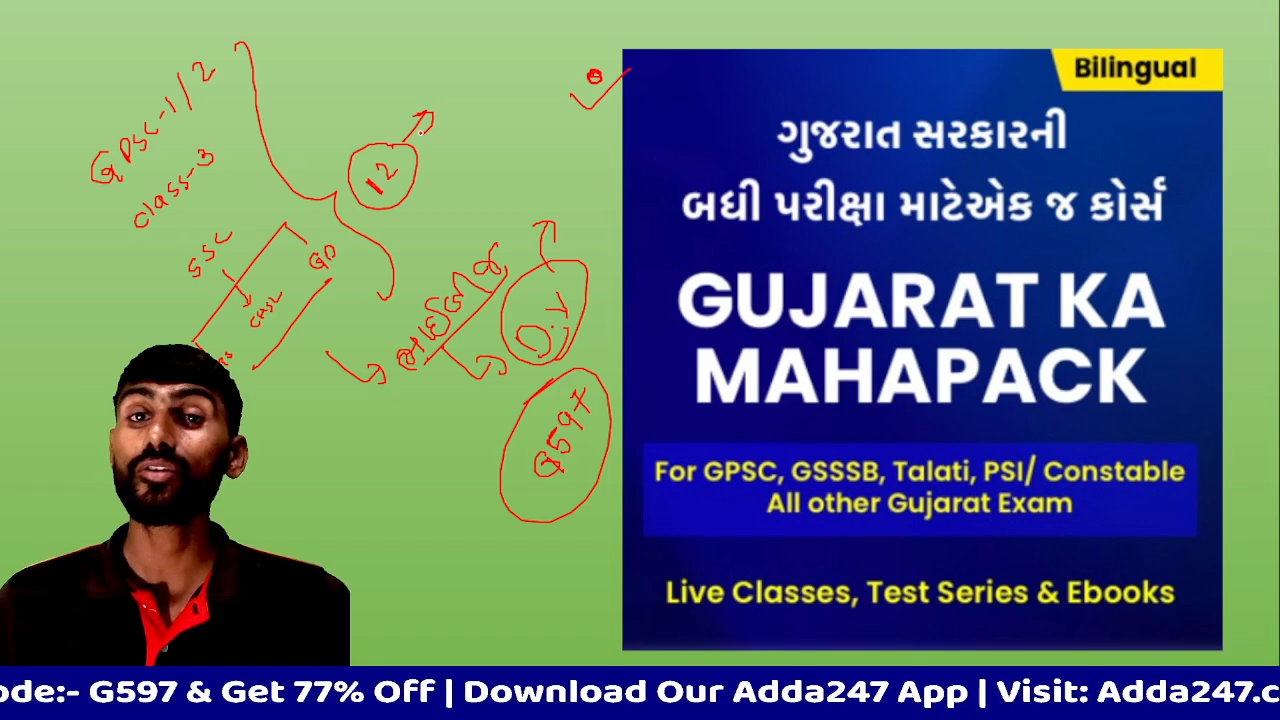 GPSC-1/2
class-3
SSC
GD
CHSL
12
D.V
G597
Bilingual
ગુજરાત સરકારની
બધી પરીક્ષા માટેએક જ કોર્સ
GUJARAT KA
MAHAPACK
For GPSC, GSSSB, Talati, PSI/ Constable
All other Gujarat Exam
Live Classes, Test Series & Ebooks
ode:- G597 & Get 77% Off | Download Our Adda247 App | Visit: Adda247.c